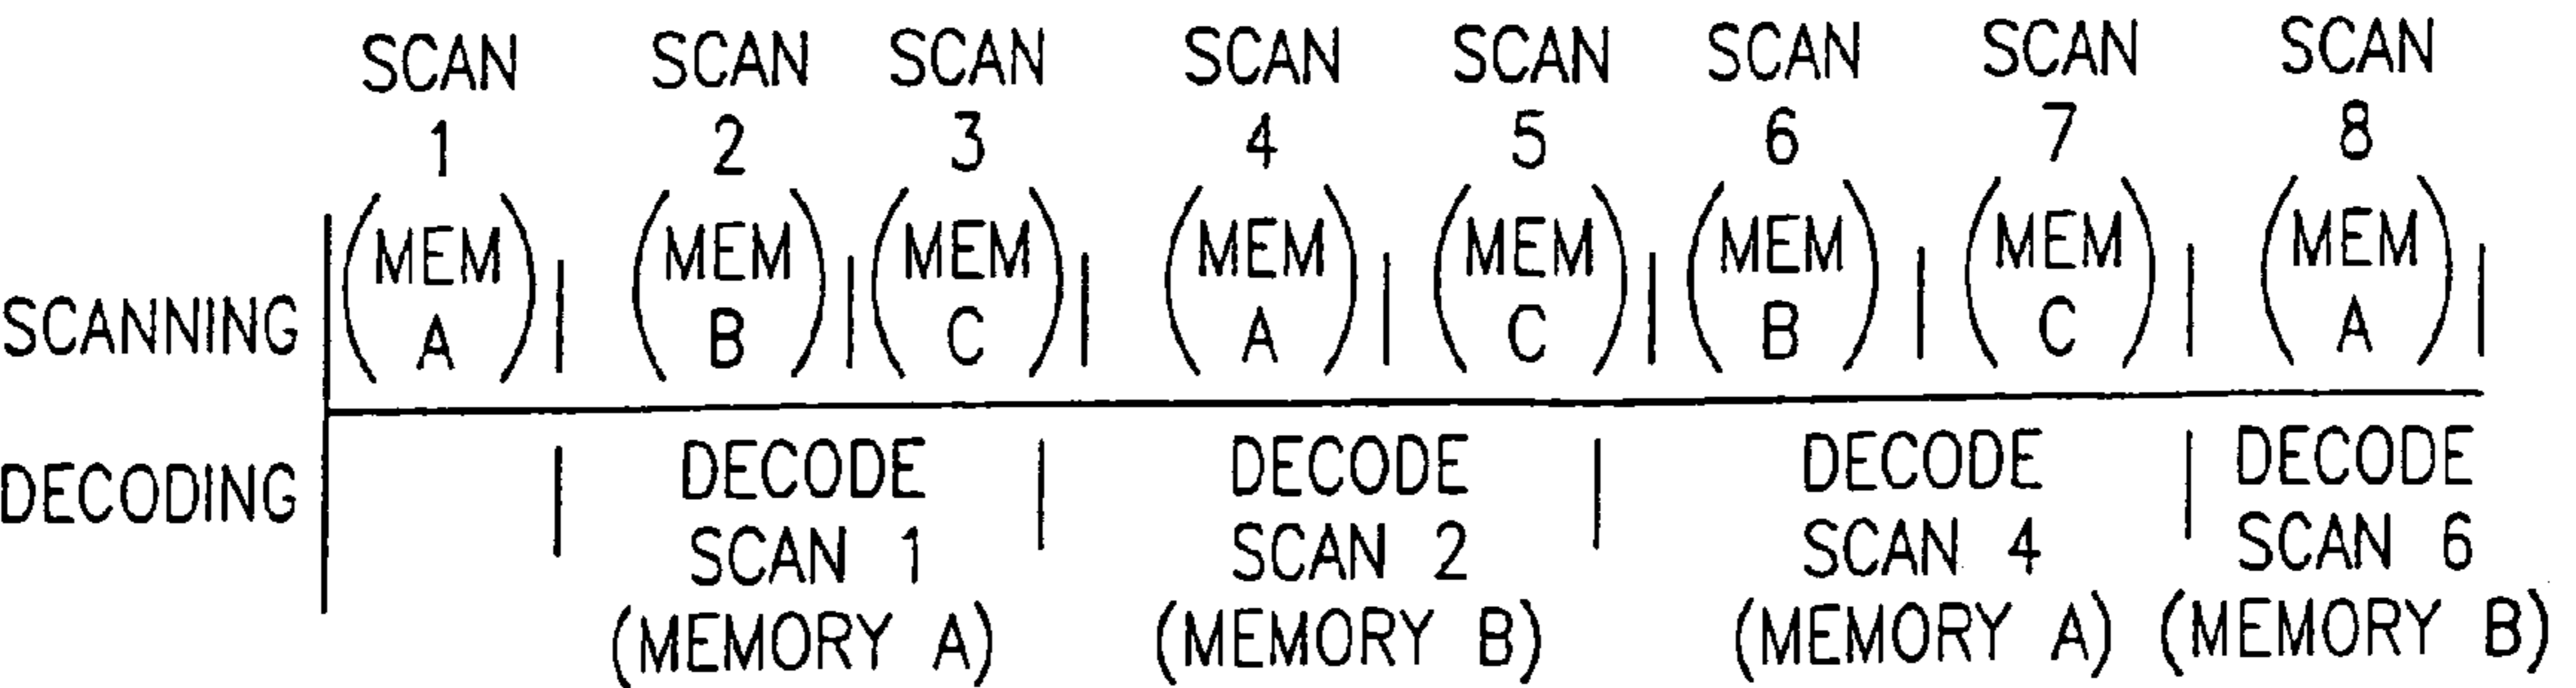 SCAN SCAN SCAN SCAN SCAN SCAN SCAN SCAN
1 2 3 4 5 6 7 8
(MEM (MEM (MEM (MEM (MEM (MEM (MEM (MEM
SCANNING A) B) C) A) C) B) C) A)
DECODING DECODE DECODE DECODE DECODE
SCAN 1 SCAN 2 SCAN 4 SCAN 6
(MEMORY A) (MEMORY B) (MEMORY A) (MEMORY B)